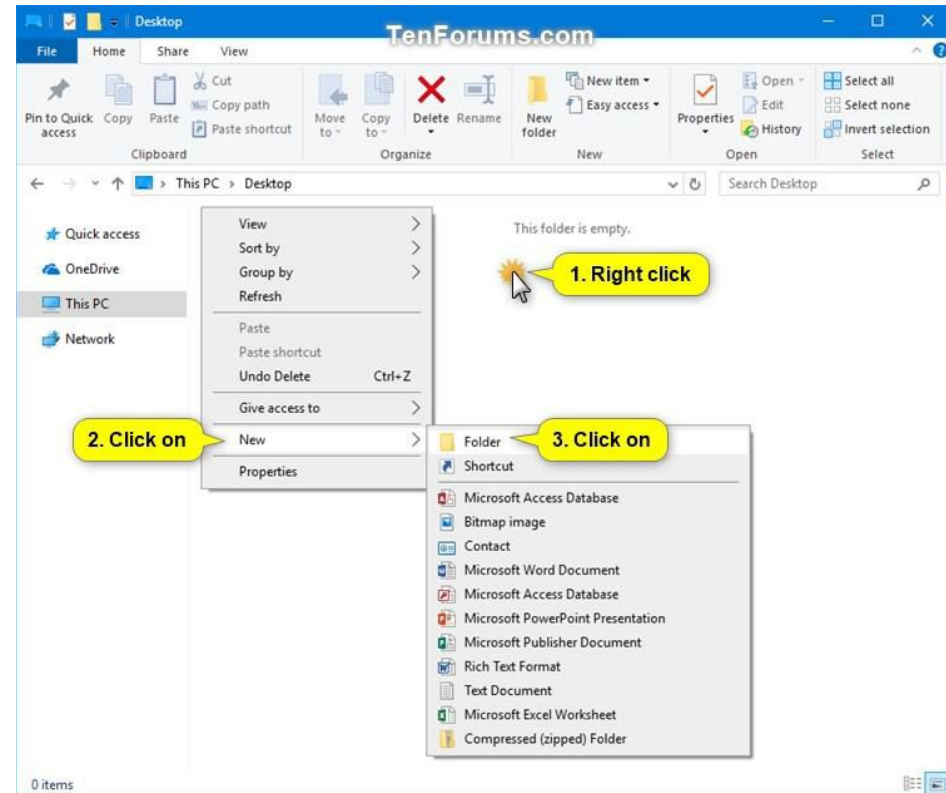 Desktop
TenForums.com
File Home Share View
Pin to Quick access
Copy
Paste
Cut
Copy path
Paste shortcut
Clipboard
Move to
Copy to
Delete
Rename
Organize
New folder
New item
Easy access
New
Properties
Open
Edit
History
Open
Select all
Select none
Invert selection
Select
This PC > Desktop
Search Desktop
Quick access
OneDrive
This PC
Network
This folder is empty.
1. Right click
View
Sort by
Group by
Refresh
Paste
Paste shortcut
Undo Delete Ctrl+Z
Give access to
2. Click on
New
Properties
Folder
3. Click on
Shortcut
Microsoft Access Database
Bitmap image
Contact
Microsoft Word Document
Microsoft Access Database
Microsoft PowerPoint Presentation
Microsoft Publisher Document
Rich Text Format
Text Document
Microsoft Excel Worksheet
Compressed (zipped) Folder
0 items